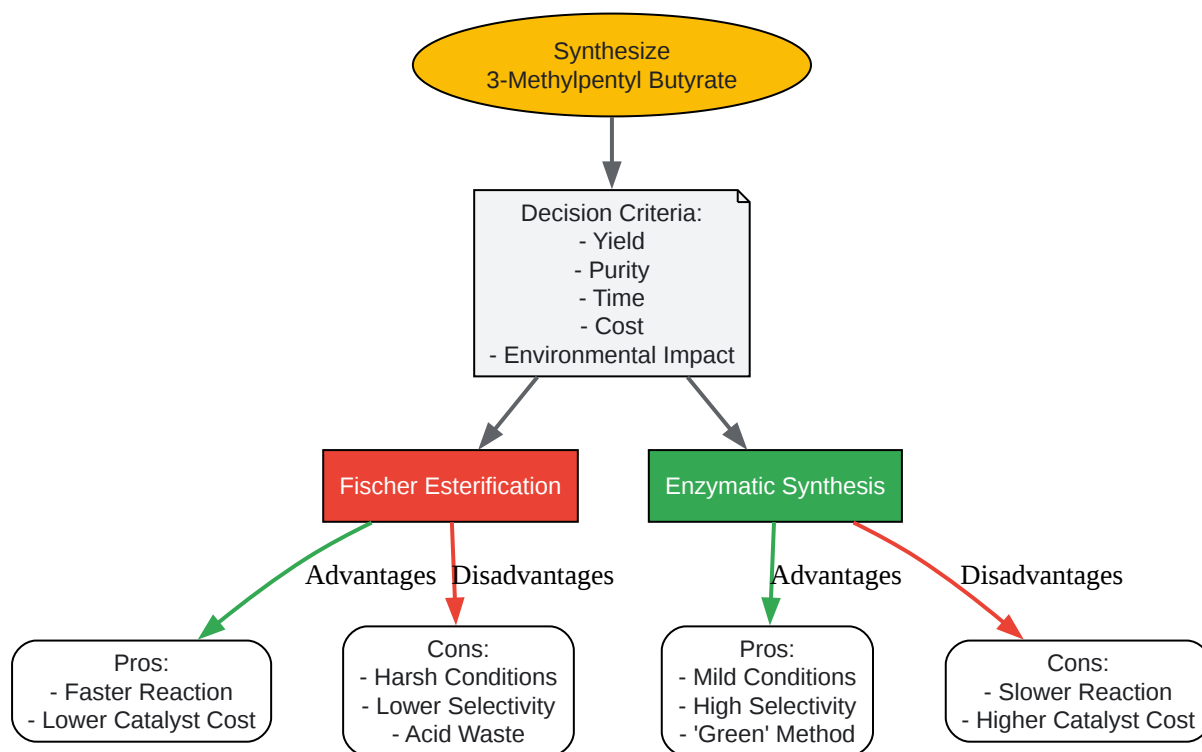 Synthesize
3-Methylpentyl Butyrate
Decision Criteria:
- Yield
- Purity
- Time
- Cost
- Environmental Impact
Fischer Esterification
Enzymatic Synthesis
Advantages
Disadvantages
Advantages
Disadvantages
Pros:
- Faster Reaction
- Lower Catalyst Cost
Cons:
- Harsh Conditions
- Lower Selectivity
- Acid Waste
Pros:
- Mild Conditions
- High Selectivity
- 'Green' Method
Cons:
- Slower Reaction
- Higher Catalyst Cost